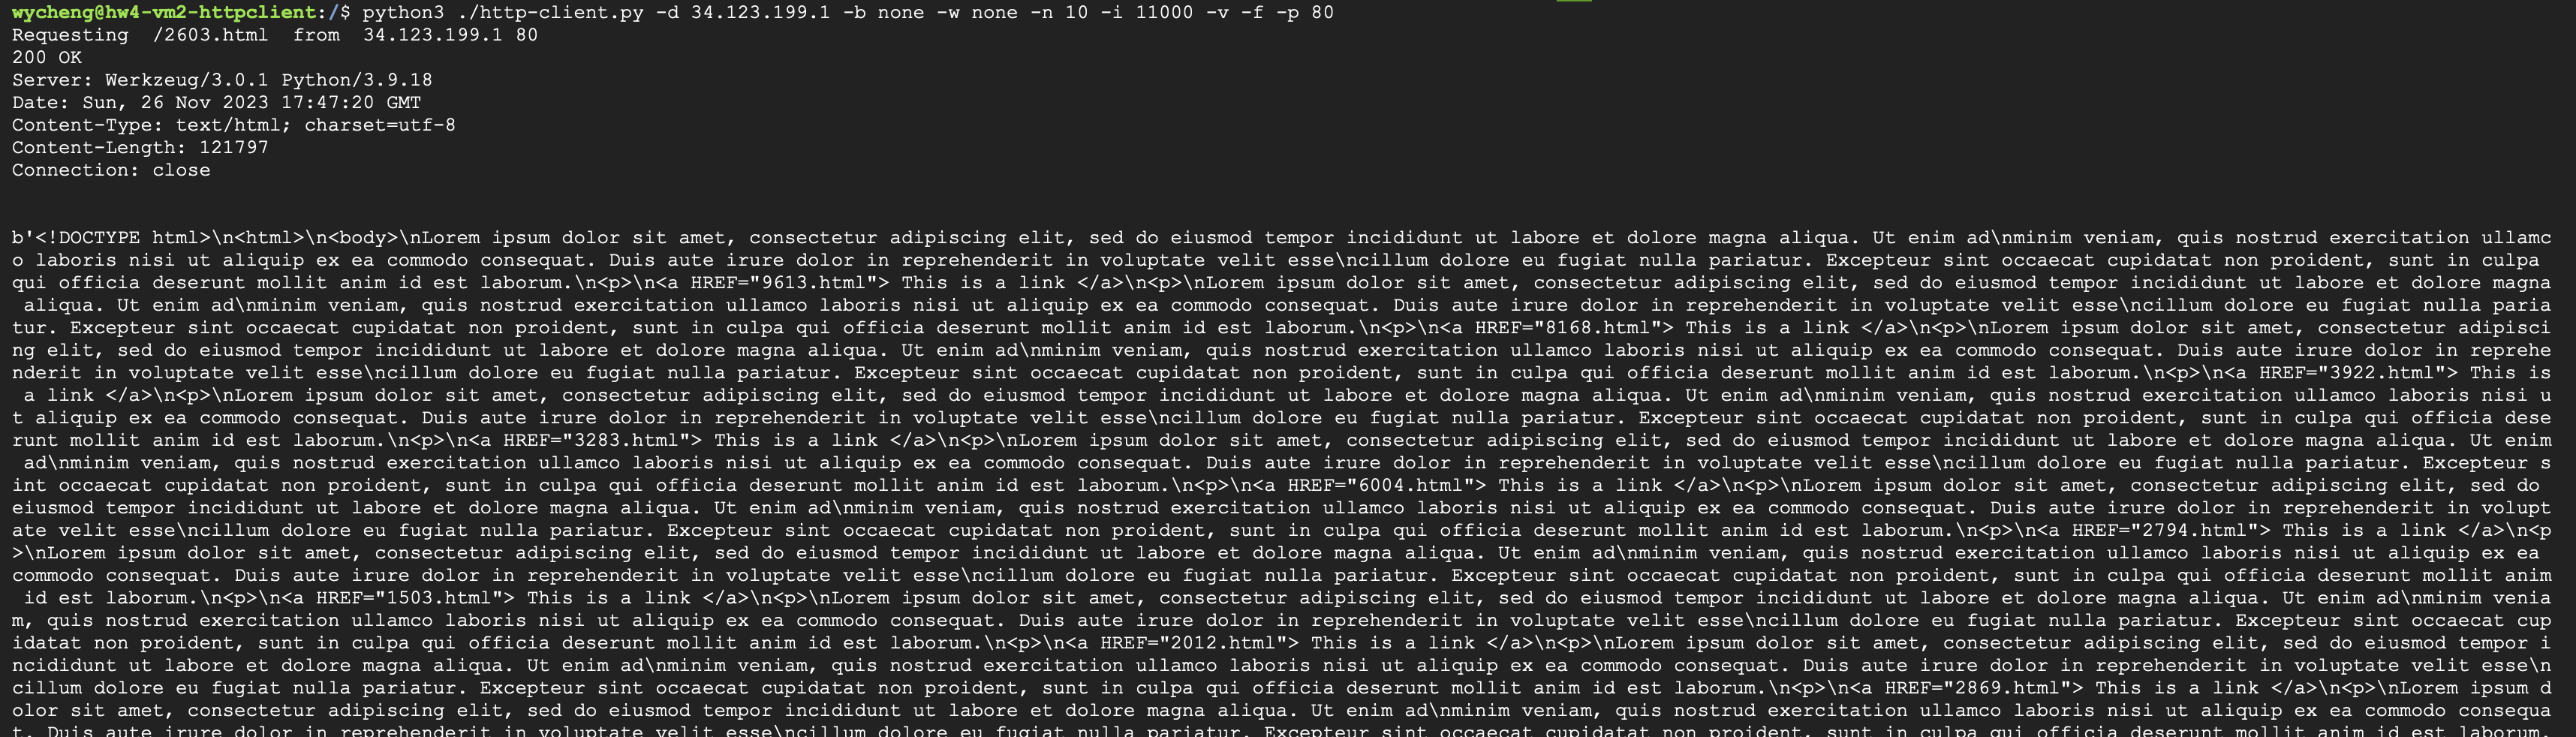 wycheng@hw4-vm2-httpclient:/$ python3 ./http-client.py -d 34.123.199.1 -b none -w none -n 10 -i 11000 -v -f -p 80
Requesting  /2603.html  from  34.123.199.1 80
200 OK
Server: Werkzeug/3.0.1 Python/3.9.18
Date: Sun, 26 Nov 2023 17:47:20 GMT
Content-Type: text/html; charset=utf-8
Content-Length: 121797
Connection: close
b'<!DOCTYPE html>\n<html>\n<body>\nLorem ipsum dolor sit amet, consectetur adipiscing elit, sed do eiusmod tempor incididunt ut labore et dolore magna aliqua. Ut enim ad\nminim veniam, quis nostrud exercitation ullamc
o laboris nisi ut aliquip ex ea commodo consequat. Duis aute irure dolor in reprehenderit in voluptate velit esse\ncillum dolore eu fugiat nulla pariatur. Excepteur sint occaecat cupidatat non proident, sunt in culpa
qui officia deserunt mollit anim id est laborum.\n<p>\n<a HREF="9613.html"> This is a link </a>\n<p>\nLorem ipsum dolor sit amet, consectetur adipiscing elit, sed do eiusmod tempor incididunt ut labore et dolore magna
 aliqua. Ut enim ad\nminim veniam, quis nostrud exercitation ullamco laboris nisi ut aliquip ex ea commodo consequat. Duis aute irure dolor in reprehenderit in voluptate velit esse\ncillum dolore eu fugiat nulla paria
tur. Excepteur sint occaecat cupidatat non proident, sunt in culpa qui officia deserunt mollit anim id est laborum.\n<p>\n<a HREF="8168.html"> This is a link </a>\n<p>\nLorem ipsum dolor sit amet, consectetur adipisci
ng elit, sed do eiusmod tempor incididunt ut labore et dolore magna aliqua. Ut enim ad\nminim veniam, quis nostrud exercitation ullamco laboris nisi ut aliquip ex ea commodo consequat. Duis aute irure dolor in reprehe
nderit in voluptate velit esse\ncillum dolore eu fugiat nulla pariatur. Excepteur sint occaecat cupidatat non proident, sunt in culpa qui officia deserunt mollit anim id est laborum.\n<p>\n<a HREF="3922.html"> This is
 a link </a>\n<p>\nLorem ipsum dolor sit amet, consectetur adipiscing elit, sed do eiusmod tempor incididunt ut labore et dolore magna aliqua. Ut enim ad\nminim veniam, quis nostrud exercitation ullamco laboris nisi u
t aliquip ex ea commodo consequat. Duis aute irure dolor in reprehenderit in voluptate velit esse\ncillum dolore eu fugiat nulla pariatur. Excepteur sint occaecat cupidatat non proident, sunt in culpa qui officia dese
runt mollit anim id est laborum.\n<p>\n<a HREF="3283.html"> This is a link </a>\n<p>\nLorem ipsum dolor sit amet, consectetur adipiscing elit, sed do eiusmod tempor incididunt ut labore et dolore magna aliqua. Ut enim
 ad\nminim veniam, quis nostrud exercitation ullamco laboris nisi ut aliquip ex ea commodo consequat. Duis aute irure dolor in reprehenderit in voluptate velit esse\ncillum dolore eu fugiat nulla pariatur. Excepteur s
int occaecat cupidatat non proident, sunt in culpa qui officia deserunt mollit anim id est laborum.\n<p>\n<a HREF="6004.html"> This is a link </a>\n<p>\nLorem ipsum dolor sit amet, consectetur adipiscing elit, sed do
eiusmod tempor incididunt ut labore et dolore magna aliqua. Ut enim ad\nminim veniam, quis nostrud exercitation ullamco laboris nisi ut aliquip ex ea commodo consequat. Duis aute irure dolor in reprehenderit in volupt
ate velit esse\ncillum dolore eu fugiat nulla pariatur. Excepteur sint occaecat cupidatat non proident, sunt in culpa qui officia deserunt mollit anim id est laborum.\n<p>\n<a HREF="2794.html"> This is a link </a>\n<p
>\nLorem ipsum dolor sit amet, consectetur adipiscing elit, sed do eiusmod tempor incididunt ut labore et dolore magna aliqua. Ut enim ad\nminim veniam, quis nostrud exercitation ullamco laboris nisi ut aliquip ex ea
commodo consequat. Duis aute irure dolor in reprehenderit in voluptate velit esse\ncillum dolore eu fugiat nulla pariatur. Excepteur sint occaecat cupidatat non proident, sunt in culpa qui officia deserunt mollit anim
 id est laborum.\n<p>\n<a HREF="1503.html"> This is a link </a>\n<p>\nLorem ipsum dolor sit amet, consectetur adipiscing elit, sed do eiusmod tempor incididunt ut labore et dolore magna aliqua. Ut enim ad\nminim venia
m, quis nostrud exercitation ullamco laboris nisi ut aliquip ex ea commodo consequat. Duis aute irure dolor in reprehenderit in voluptate velit esse\ncillum dolore eu fugiat nulla pariatur. Excepteur sint occaecat cup
idatat non proident, sunt in culpa qui officia deserunt mollit anim id est laborum.\n<p>\n<a HREF="2012.html"> This is a link </a>\n<p>\nLorem ipsum dolor sit amet, consectetur adipiscing elit, sed do eiusmod tempor i
ncididunt ut labore et dolore magna aliqua. Ut enim ad\nminim veniam, quis nostrud exercitation ullamco laboris nisi ut aliquip ex ea commodo consequat. Duis aute irure dolor in reprehenderit in voluptate velit esse\n
cillum dolore eu fugiat nulla pariatur. Excepteur sint occaecat cupidatat non proident, sunt in culpa qui officia deserunt mollit anim id est laborum.\n<p>\n<a HREF="2869.html"> This is a link </a>\n<p>\nLorem ipsum d
olor sit amet, consectetur adipiscing elit, sed do eiusmod tempor incididunt ut labore et dolore magna aliqua. Ut enim ad\nminim veniam, quis nostrud exercitation ullamco laboris nisi ut aliquip ex ea commodo consequa
t. Duis aute irure dolor in reprehenderit in voluptate velit esse\ncillum dolore eu fugiat nulla pariatur. Excepteur sint occaecat cupidatat non proident, sunt in culpa qui officia deserunt mollit anim id est laborum.